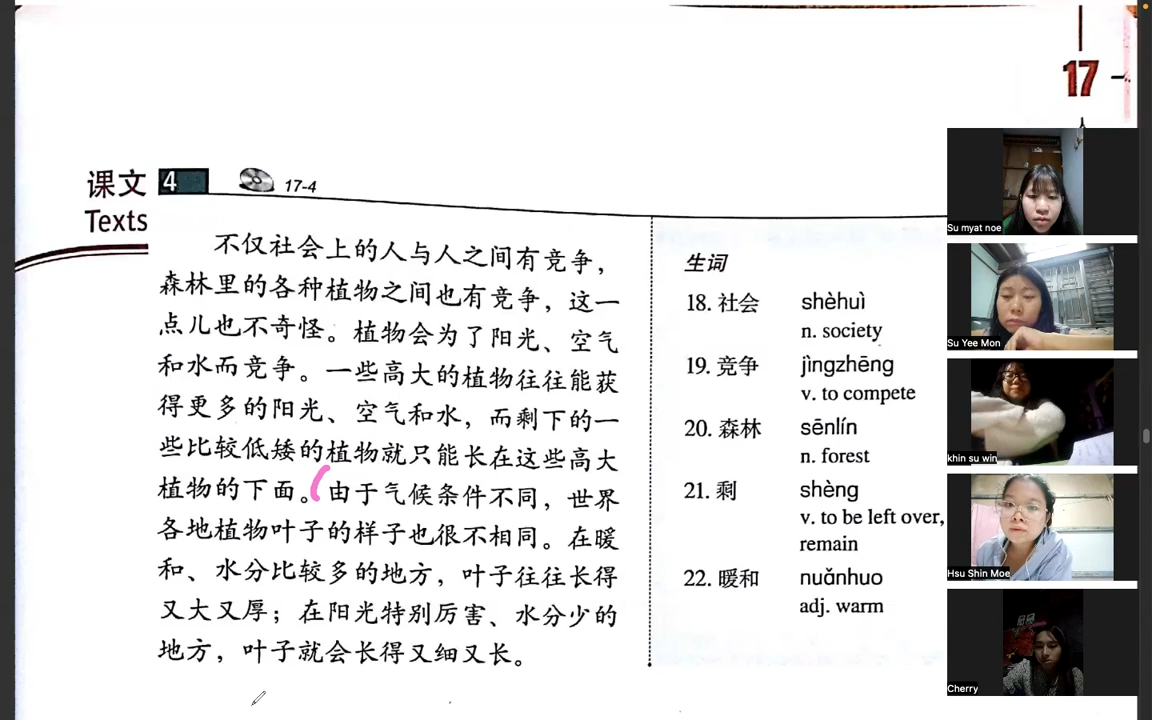 17
课文 4 17-4
Texts
不仅社会上的人与人之间有竞争，
森林里的各种植物之间也有竞争，这一
点儿也不奇怪。植物会为了阳光、空气
和水而竞争。一些高大的植物往往能获
得更多的阳光、空气和水，而剩下的一
些比较低矮的植物就只能长在这些高大
植物的下面。由于气候条件不同，世界
各地植物叶子的样子也很不相同。在暖
和、水分比较多的地方，叶子往往长得
又大又厚；在阳光特别厉害、水分少的
地方，叶子就会长得又细又长。
生词
18. 社会 shèhuì
n. society
19. 竞争 jìngzhēng
v. to compete
20. 森林 sēnlín
n. forest
21. 剩 shèng
v. to be left over,
remain
22. 暖和 nuǎnhuo
adj. warm
Su myat noe
Su Yee Mon
khin su win
Hsu Shin Moe
Cherry